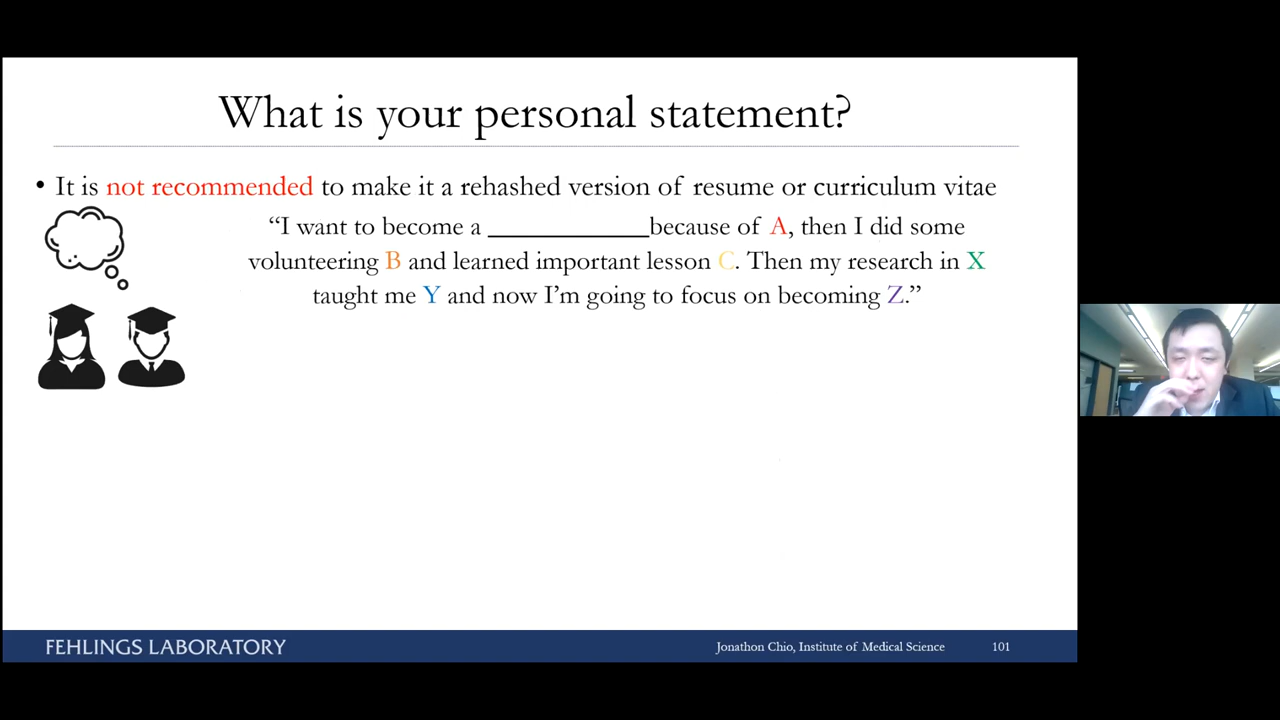 What is your personal statement?
• It is not recommended to make it a rehashed version of resume or curriculum vitae
“I want to become a ____________because of A, then I did some
volunteering B and learned important lesson C. Then my research in X
taught me Y and now I’m going to focus on becoming Z.”
FEHLINGS LABORATORY
Jonathon Chio, Institute of Medical Science
101